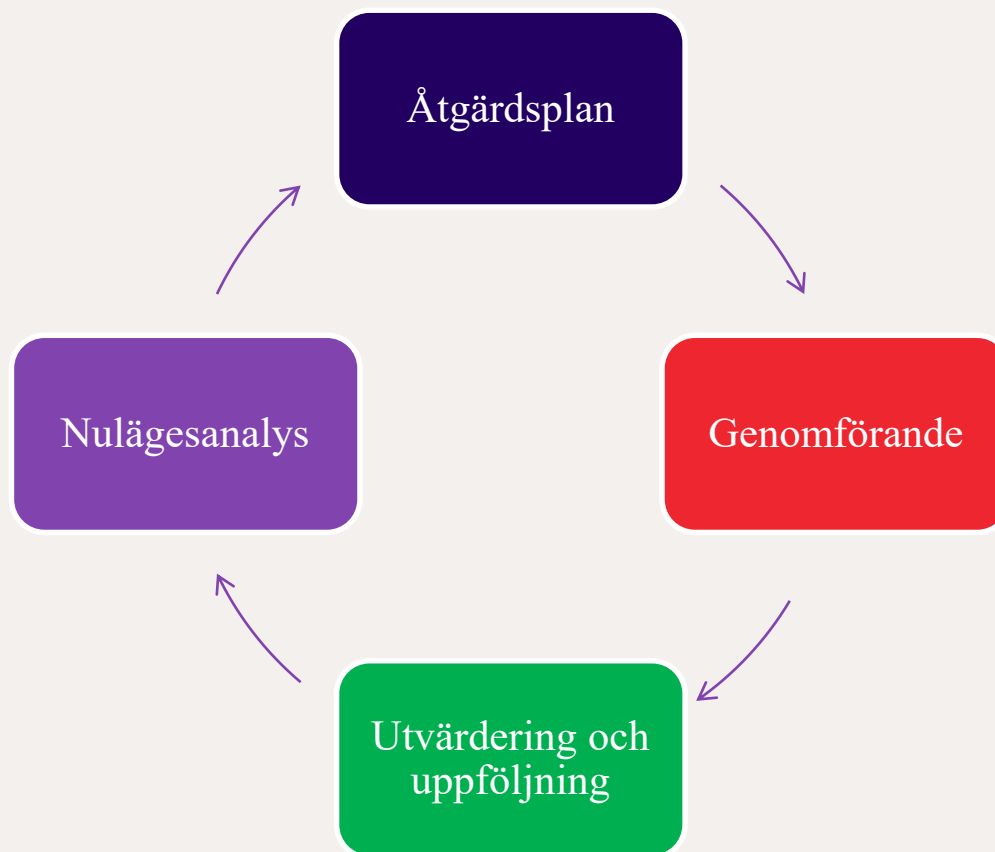 Åtgärdsplan
Nulägesanalys
Genomförande
Utvärdering och
uppföljning